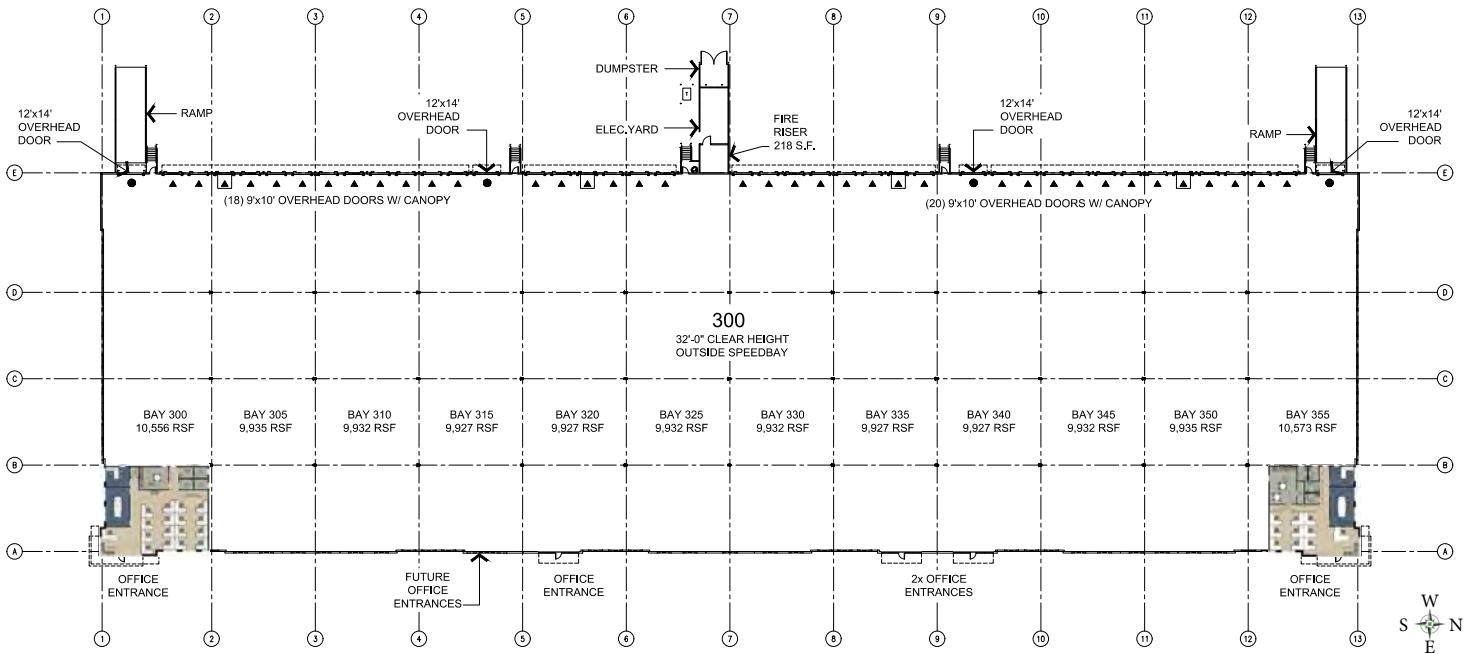 1 2 3 4 5 6 7 8 9 10 11 12 13
DUMPSTER
T
RAMP
12'x14'
OVERHEAD
DOOR
12'x14'
OVERHEAD
DOOR
ELEC.YARD
FIRE
RISER
218 S.F.
12'x14'
OVERHEAD
DOOR
RAMP
12'x14'
OVERHEAD
DOOR
E E
(18) 9'x10' OVERHEAD DOORS W/ CANOPY
(20) 9'x10' OVERHEAD DOORS W/ CANOPY
D D
300
32'-0" CLEAR HEIGHT
OUTSIDE SPEEDBAY
C C
BAY 300
10,556 RSF
BAY 305
9,935 RSF
BAY 310
9,932 RSF
BAY 315
9,927 RSF
BAY 320
9,927 RSF
BAY 325
9,932 RSF
BAY 330
9,932 RSF
BAY 335
9,927 RSF
BAY 340
9,927 RSF
BAY 345
9,932 RSF
BAY 350
9,935 RSF
BAY 355
10,573 RSF
B B
A A
OFFICE
ENTRANCE
FUTURE
OFFICE
ENTRANCES
OFFICE
ENTRANCE
2x OFFICE
ENTRANCES
OFFICE
ENTRANCE
1 2 3 4 5 6 7 8 9 10 11 12 13
W
S N
E